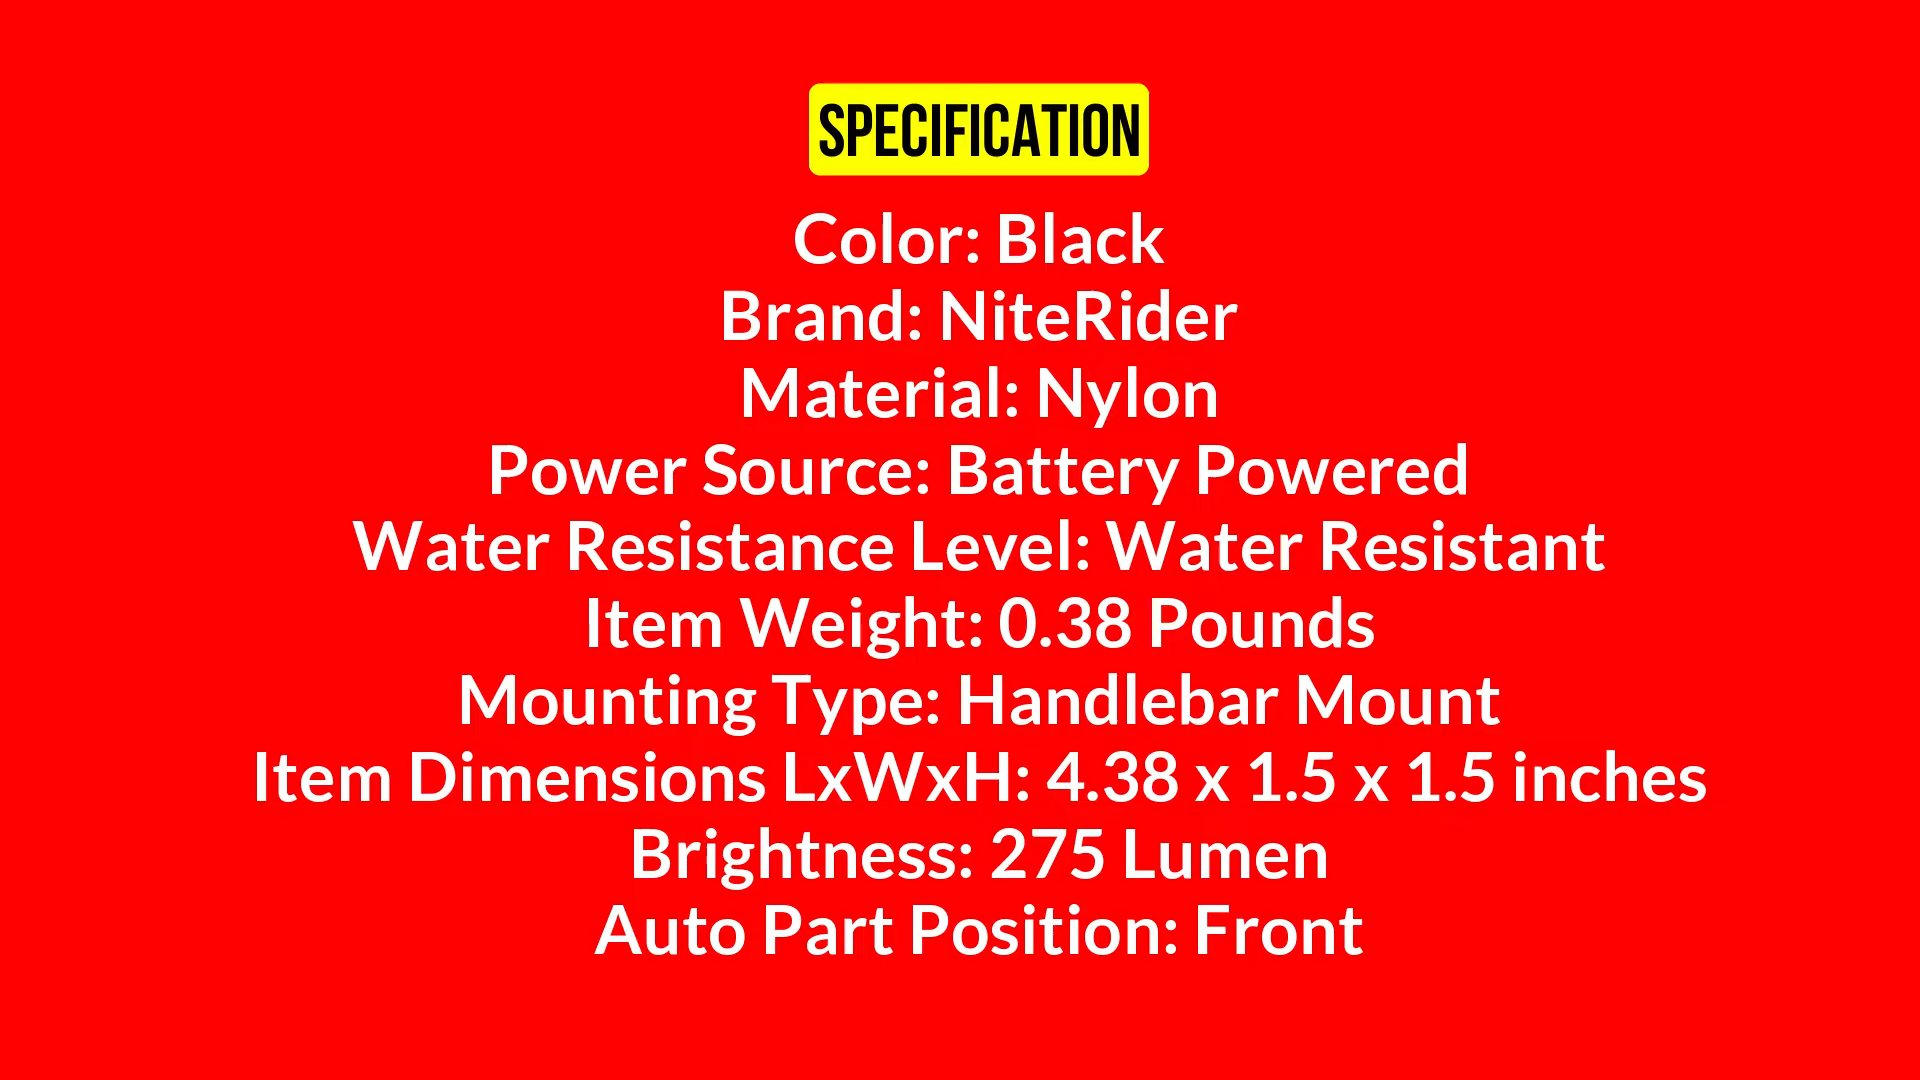 SPECIFICATION
Color: Black
Brand: NiteRider
Material: Nylon
Power Source: Battery Powered
Water Resistance Level: Water Resistant
Item Weight: 0.38 Pounds
Mounting Type: Handlebar Mount
Item Dimensions LxWxH: 4.38 x 1.5 x 1.5 inches
Brightness: 275 Lumen
Auto Part Position: Front